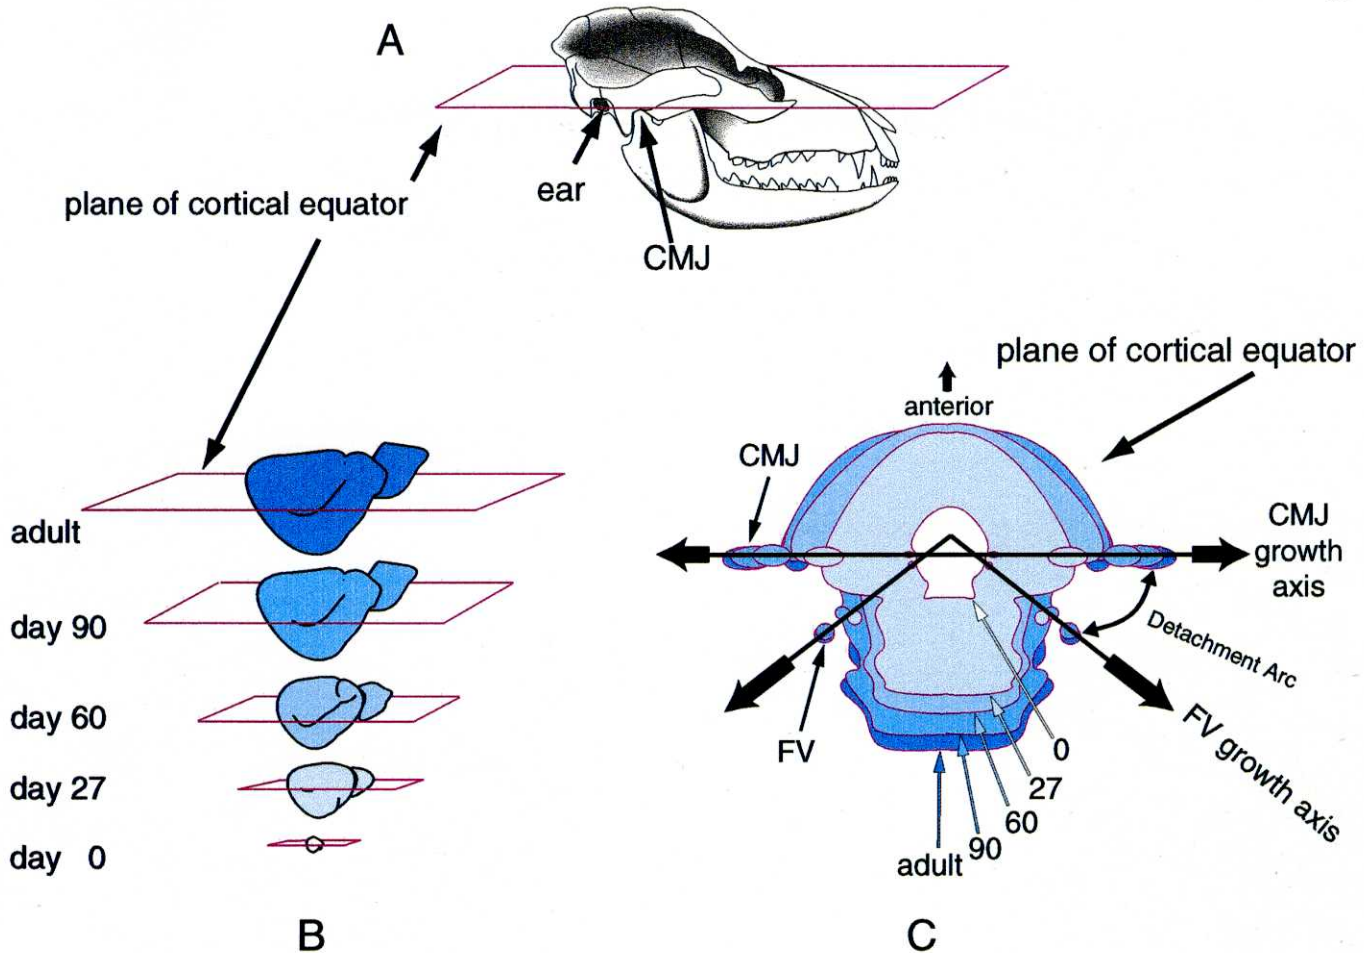 A
plane of cortical equator
ear
CMJ
adult
day 90
day 60
day 27
day 0
B
plane of cortical equator
anterior
CMJ
CMJ
growth
axis
Detachment Arc
FV
FV growth axis
0
27
60
90
adult
C